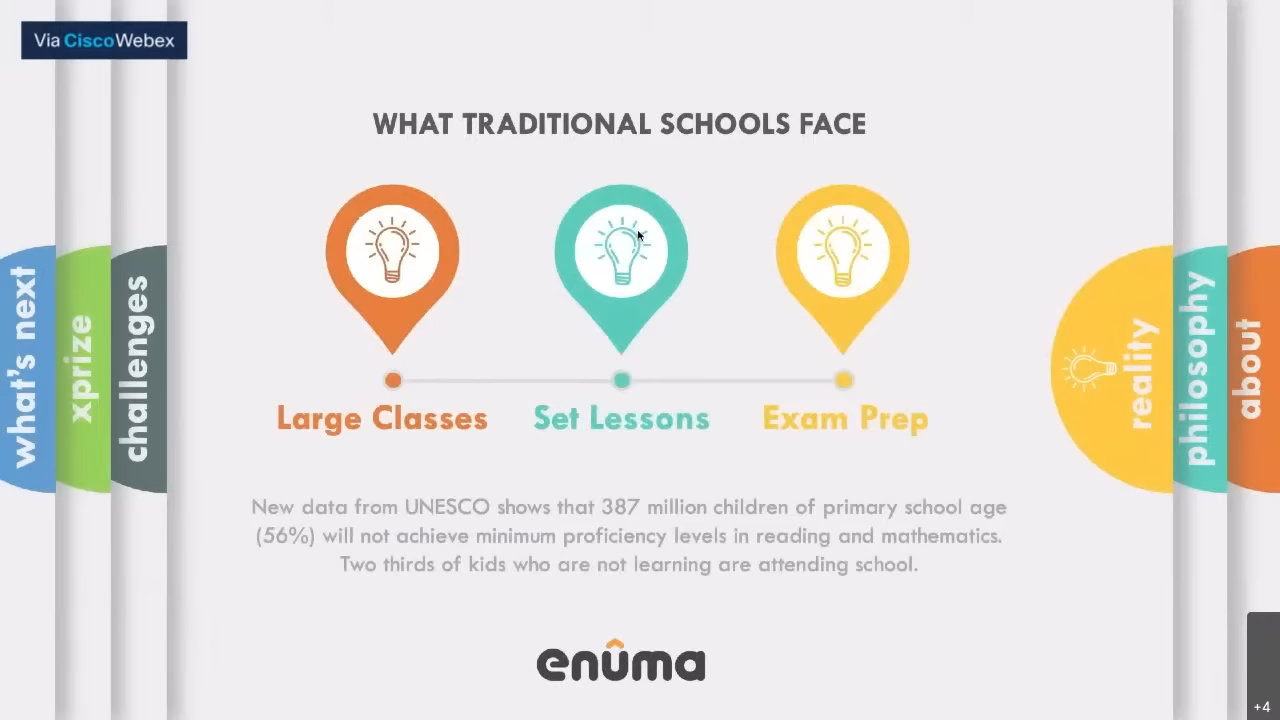 Via CiscoWebex
WHAT TRADITIONAL SCHOOLS FACE
Large Classes
Set Lessons
Exam Prep
New data from UNESCO shows that 387 million children of primary school age
(56%) will not achieve minimum proficiency levels in reading and mathematics.
Two thirds of kids who are not learning are attending school.
enûma
what's next
xprize
challenges
reality
philosophy
about
+4